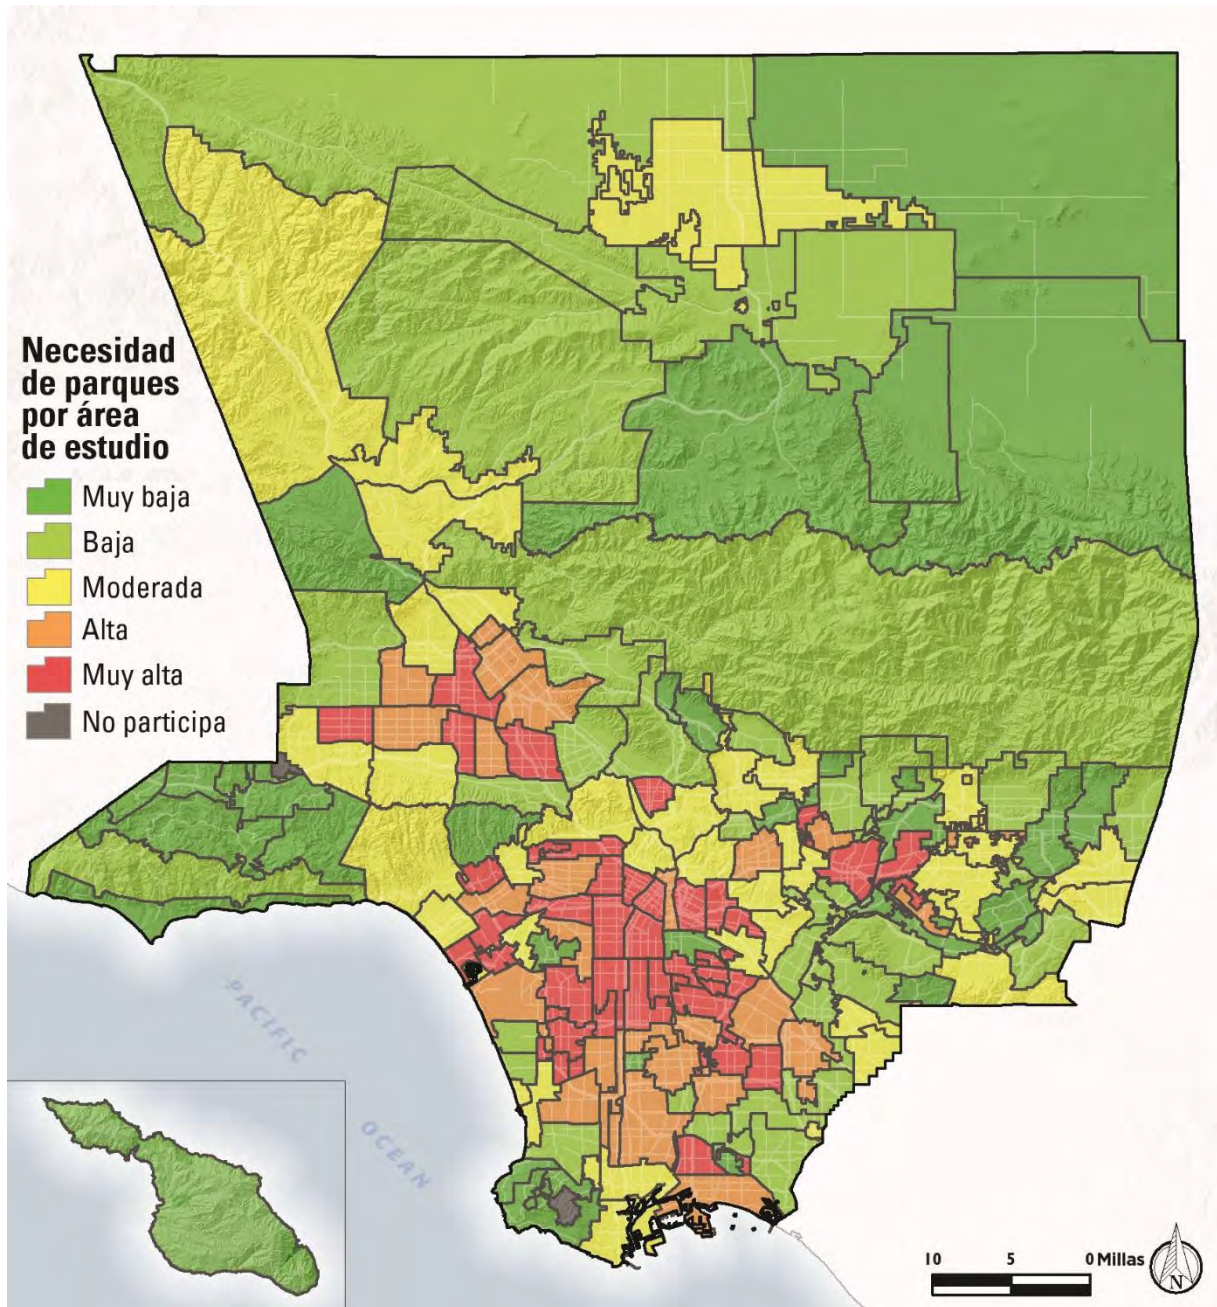 Necesidad
de parques
por área
de estudio
Muy baja
Baja
Moderada
Alta
Muy alta
No participa
PACIFIC
OCEAN
10 5 0 Millas
N